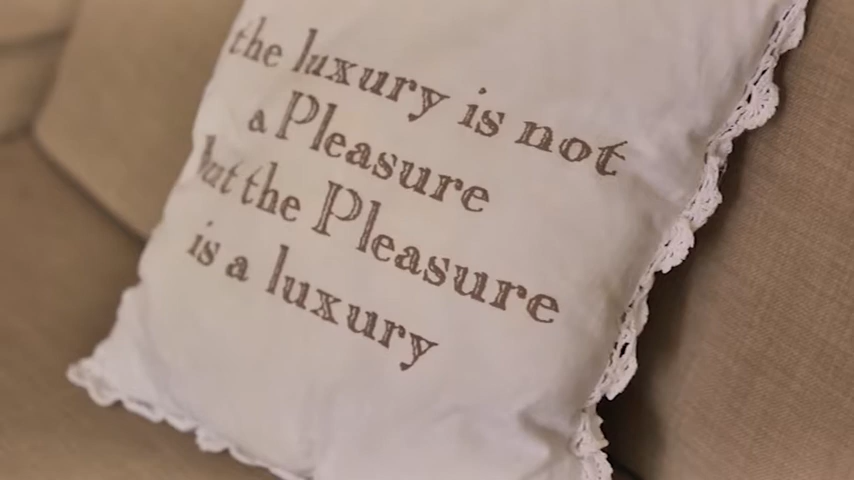 the luxury is not
a Pleasure
but the Pleasure
is a luxury